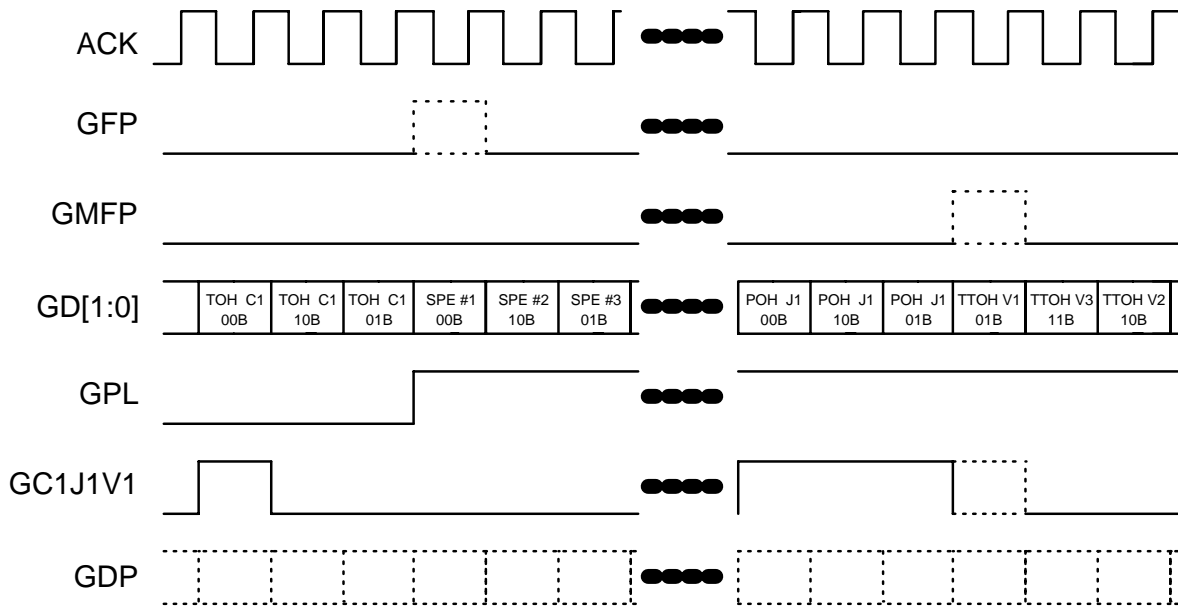 ACK
GFP
GMFP
GD[1:0]
TOH C1 TOH C1 TOH C1 SPE #1 SPE #2 SPE #3 POH J1 POH J1 POH J1 TTOH V1 TTOH V3 TTOH V2
00B 10B 01B 00B 10B 01B 00B 10B 01B 01B 11B 10B
GPL
GC1J1V1
GDP